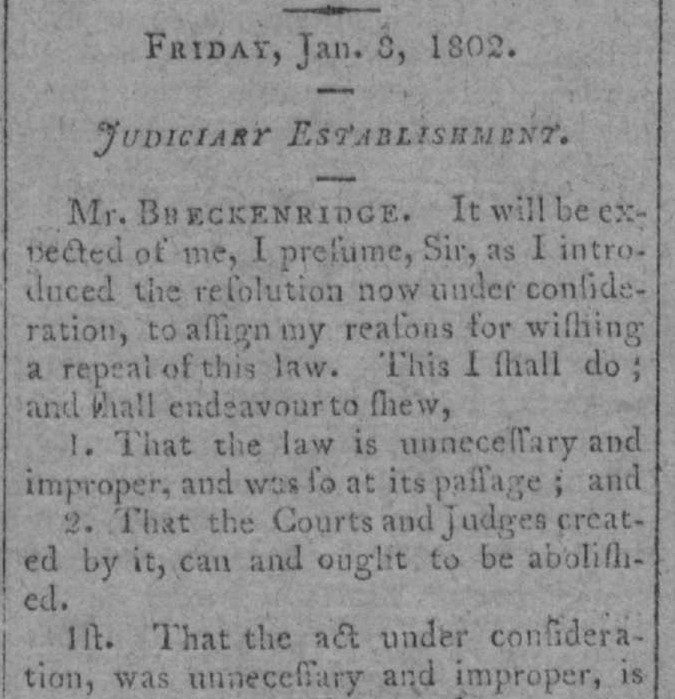 FRIDAY, Jan. 8, 1802.
JUDICIARY ESTABLISHMENT.
Mr. BRECKENRIDGE. It will be ex-
pected of me, I preſume, Sir, as I intro-
duced the reſolution now under conſide-
ration, to aſſign my reaſons for wiſhing
a repeal of this law. This I ſhall do ;
and ſhall endeavour to ſhew,
1. That the law is unneceſſary and
improper, and was ſo at its paſſage ; and
2. That the Courts and Judges creat-
ed by it, can and ought to be aboliſh-
ed.
1ſt. That the act under conſidera-
tion, was unneceſſary and improper, is